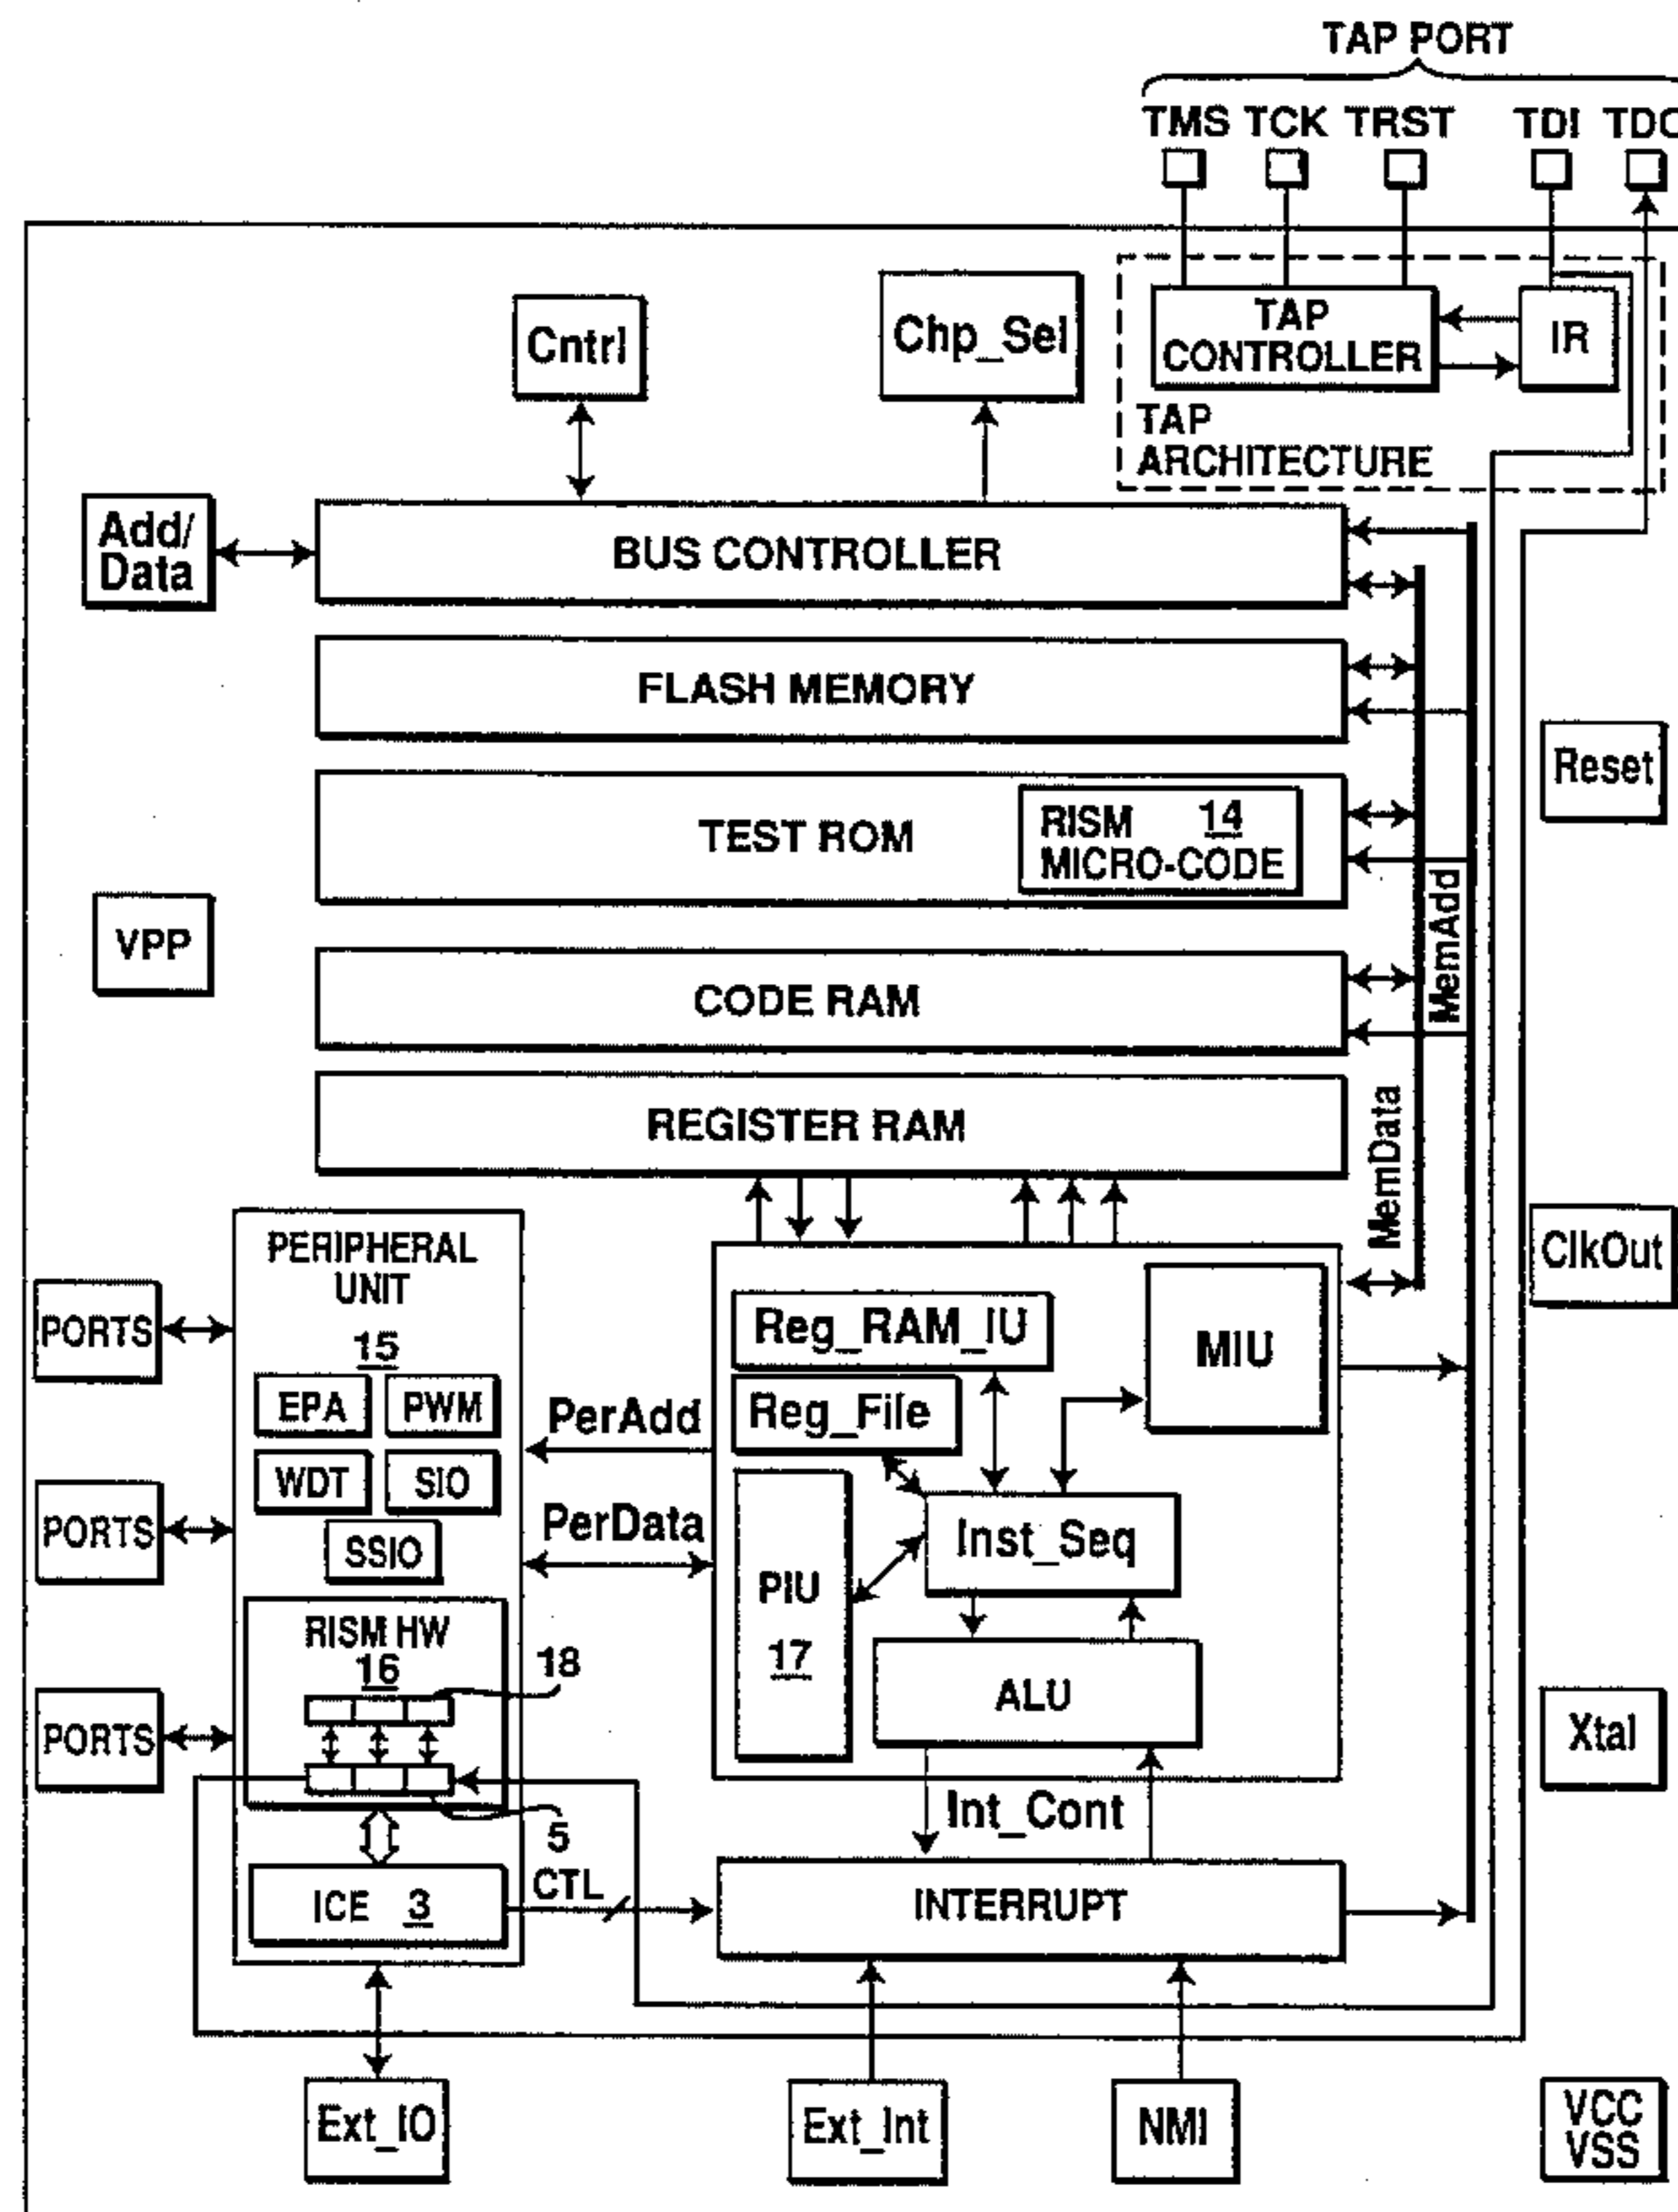 TAP PORT
TMS TCK TRST TDI TDO
Cntrl
Chp_Sel
TAP
CONTROLLER
IR
TAP
ARCHITECTURE
Add/
Data
BUS CONTROLLER
FLASH MEMORY
Reset
TEST ROM
RISM 14
MICRO-CODE
MemAdd
VPP
CODE RAM
REGISTER RAM
MemData
PERIPHERAL
UNIT
15
ClkOut
PORTS
Reg_RAM_IU
MIU
EPA
PWM
PerAdd
Reg_File
WDT
SIO
PORTS
PerData
SSIO
Inst_Seq
PIU
17
RISM HW
16
18
ALU
PORTS
Xtal
5
Int_Cont
ICE 3
CTL
INTERRUPT
Ext_IO
Ext_Int
NMI
VCC
VSS